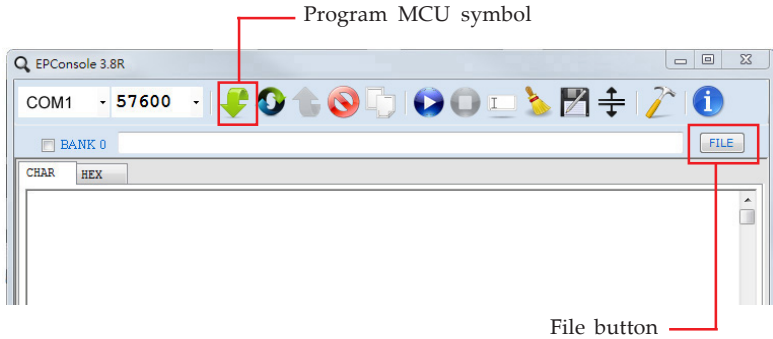 Program MCU symbol
EPConsole 3.8R
COM1 57600
BANK 0 FILE
CHAR HEX
File button